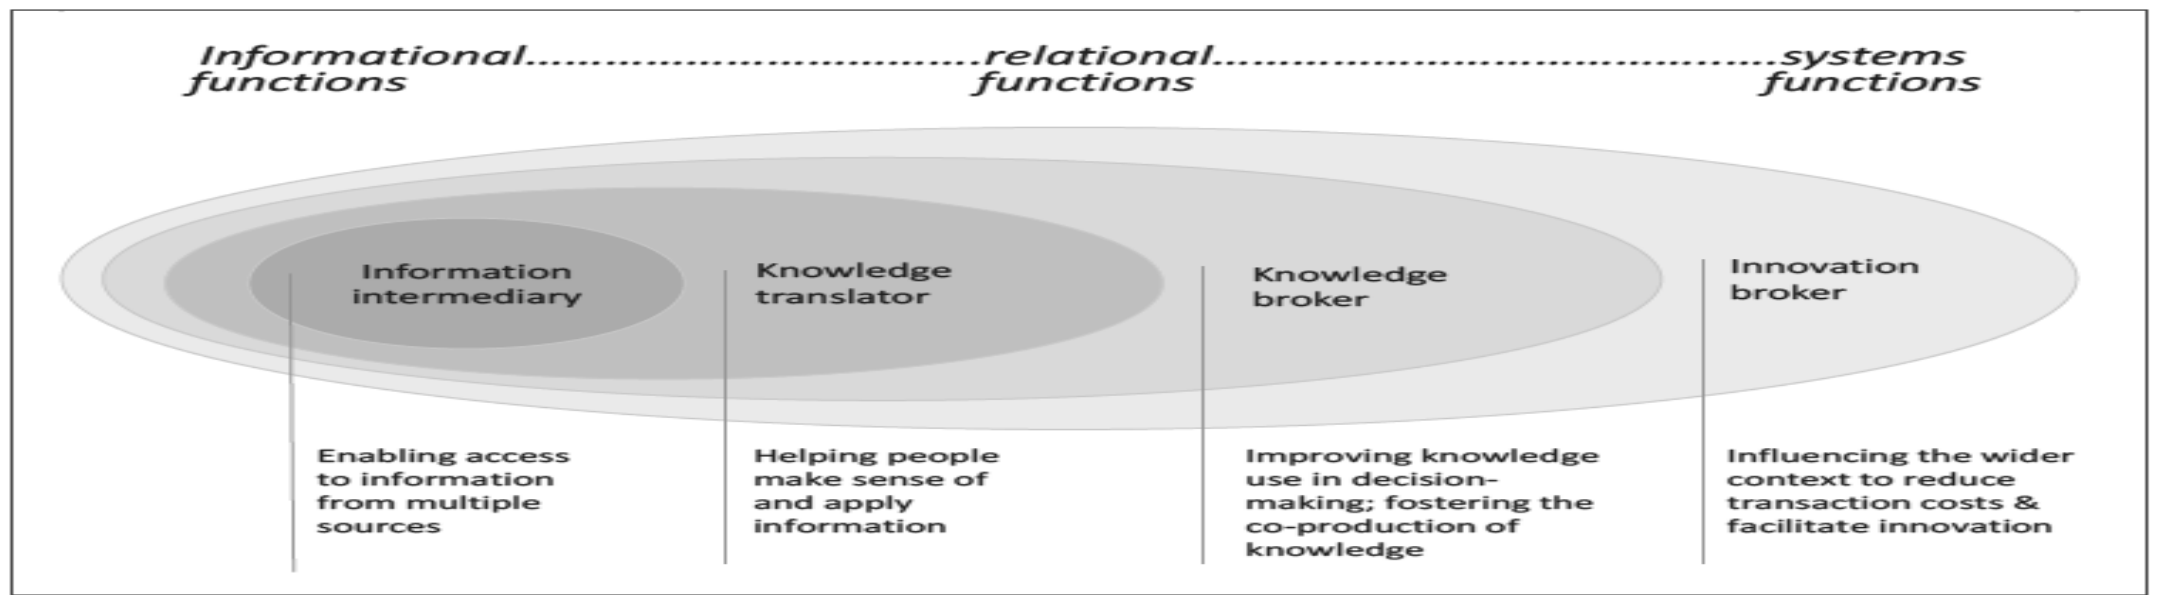 Informational..................................relational..........................................systems
functions functions functions
Information
intermediary
Knowledge
translator
Knowledge
broker
Innovation
broker
Enabling access
to information
from multiple
sources
Helping people
make sense of
and apply
information
Improving knowledge
use in decision-
making; fostering the
co-production of
knowledge
Influencing the wider
context to reduce
transaction costs &
facilitate innovation